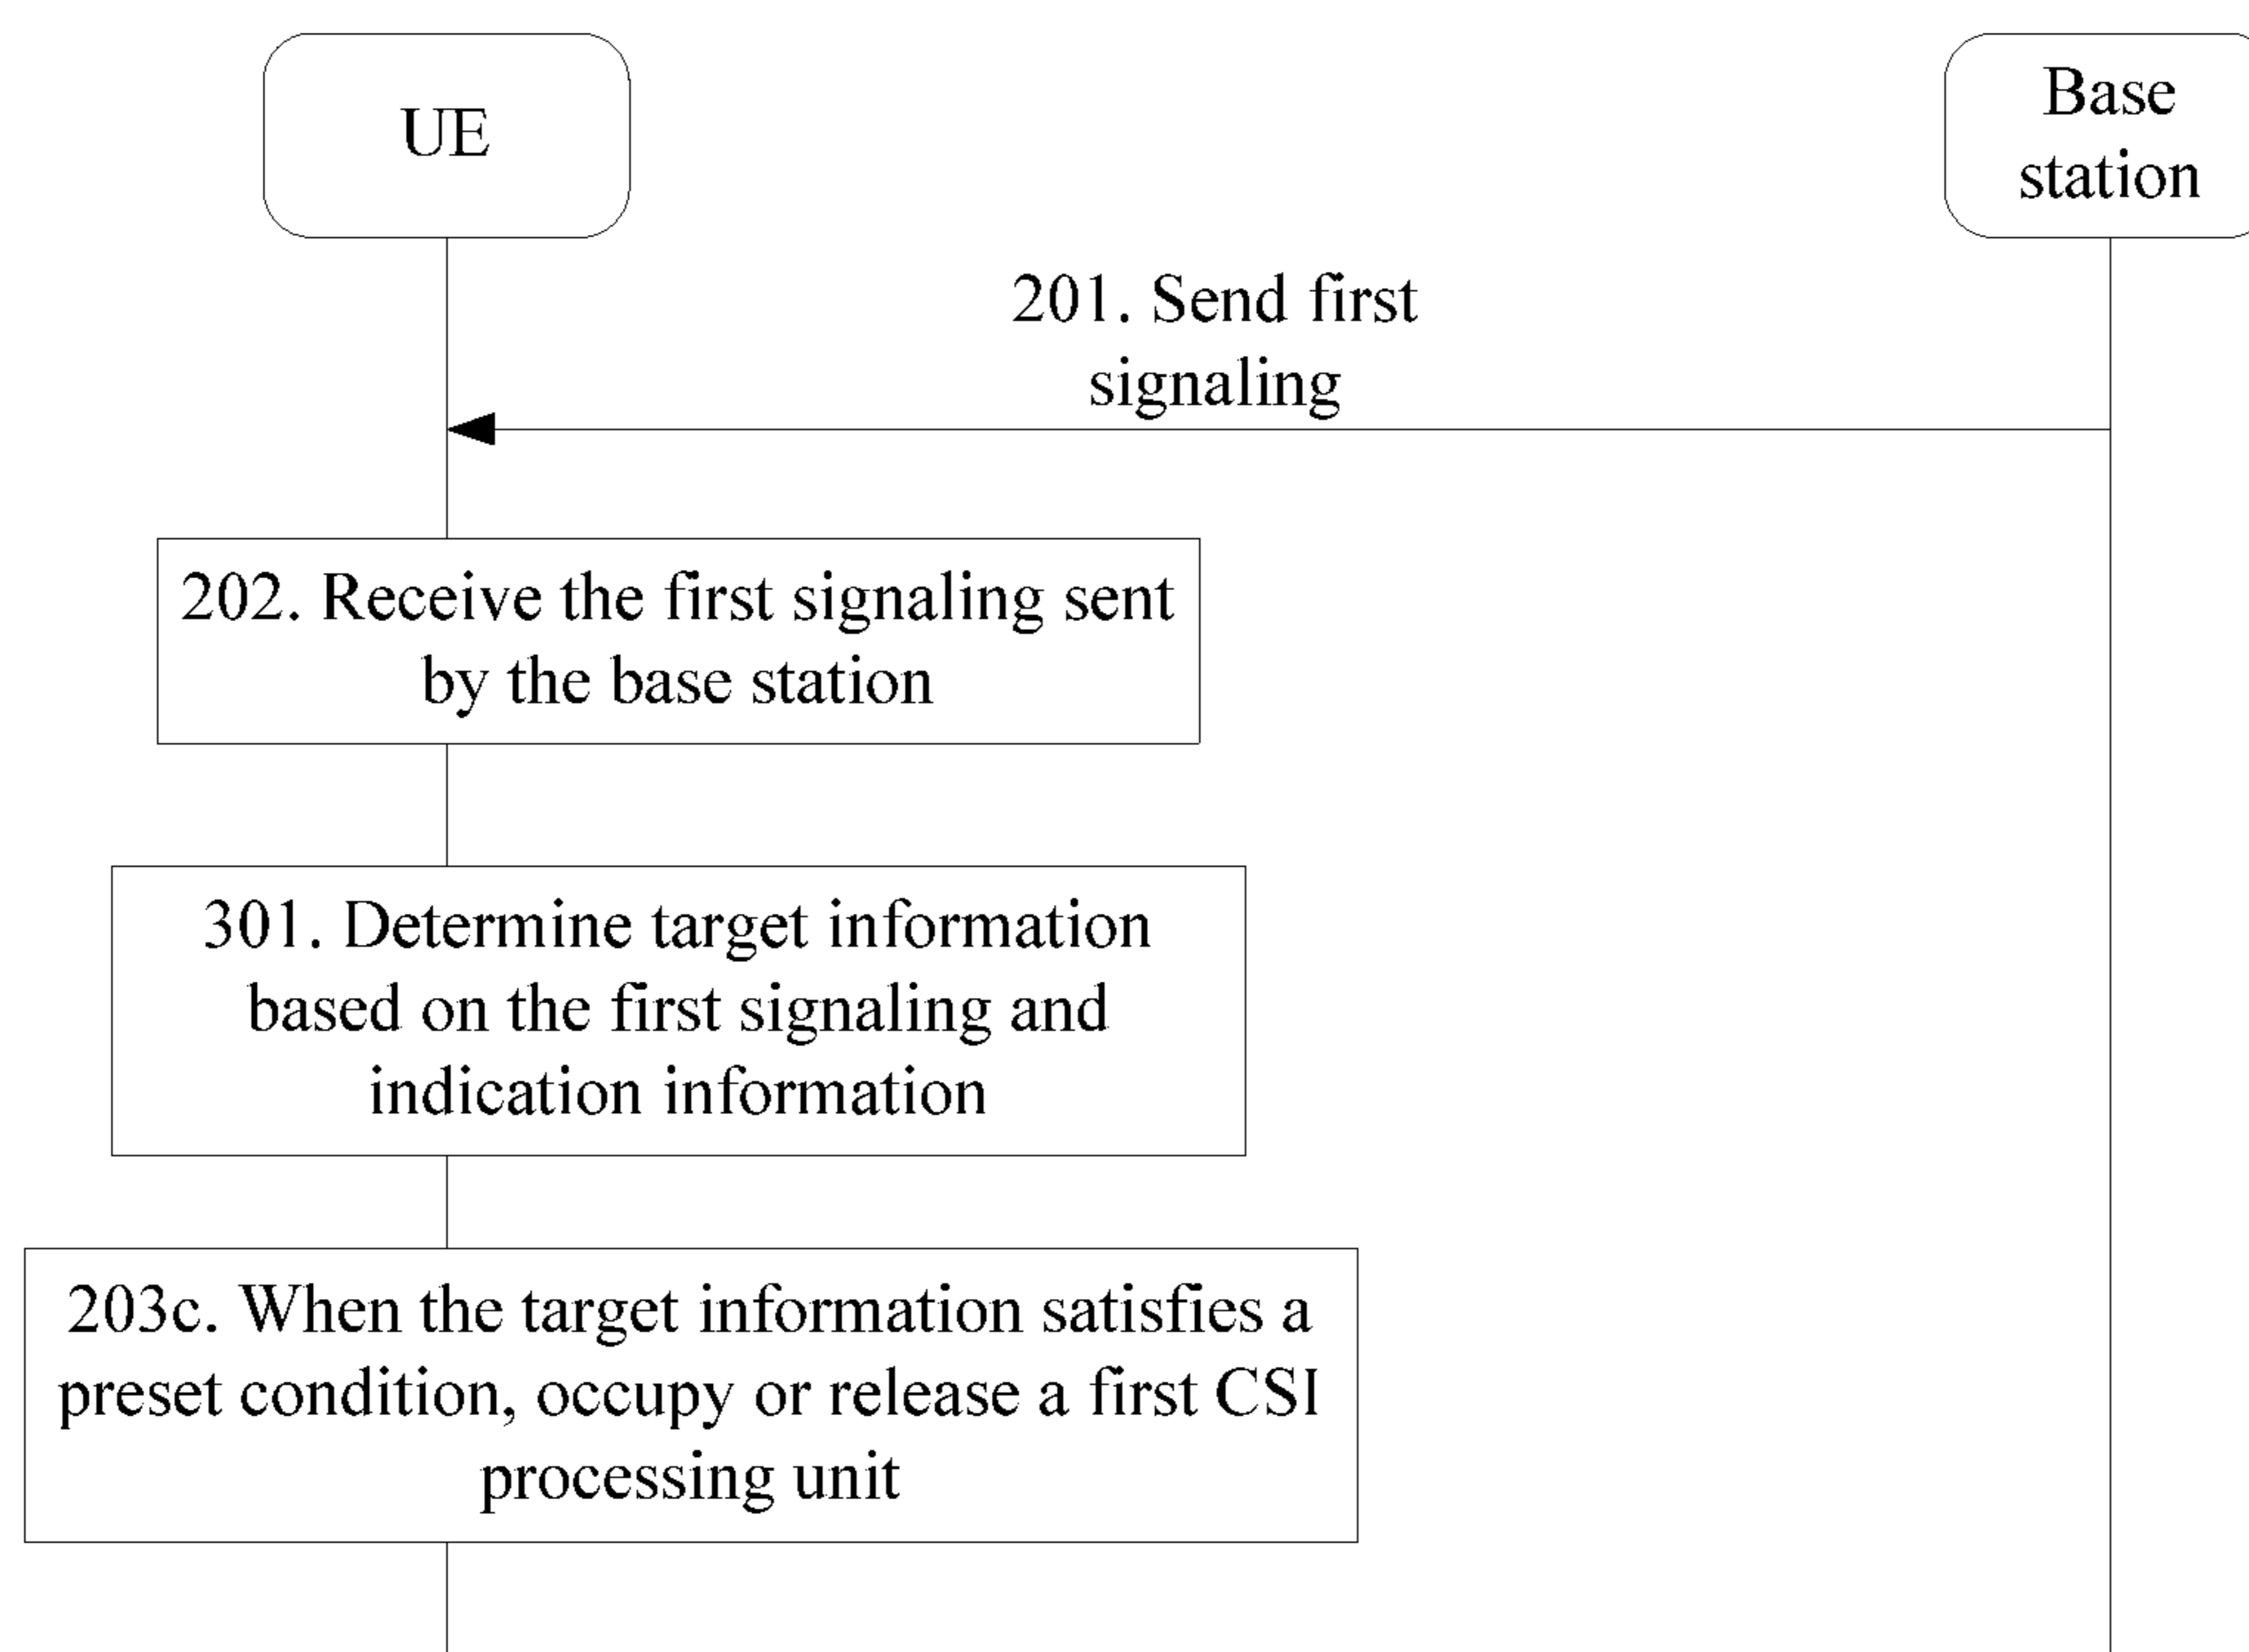 UE
Base
station
201. Send first
signaling
202. Receive the first signaling sent
by the base station
301. Determine target information
based on the first signaling and
indication information
203c. When the target information satisfies a
preset condition, occupy or release a first CSI
processing unit